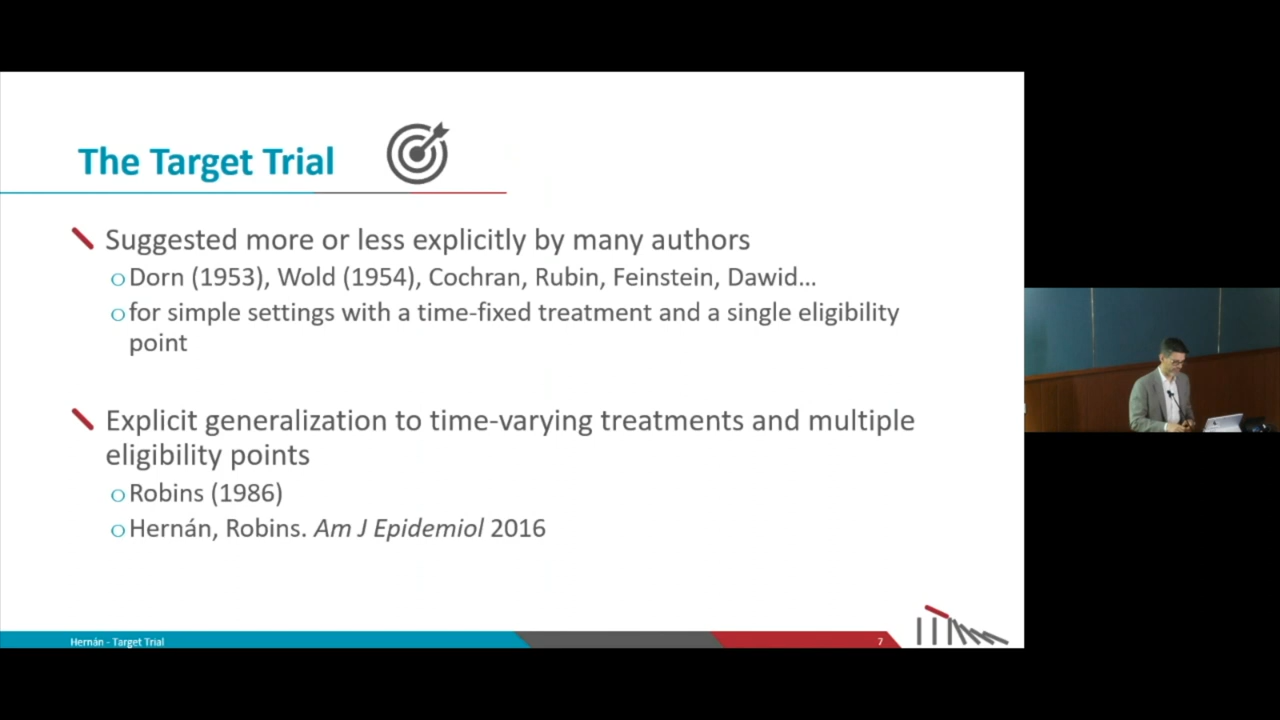 The Target Trial
Suggested more or less explicitly by many authors
Dorn (1953), Wold (1954), Cochran, Rubin, Feinstein, Dawid...
for simple settings with a time-fixed treatment and a single eligibility
point
Explicit generalization to time-varying treatments and multiple
eligibility points
Robins (1986)
Hernán, Robins. Am J Epidemiol 2016
Hernán - Target Trial
7